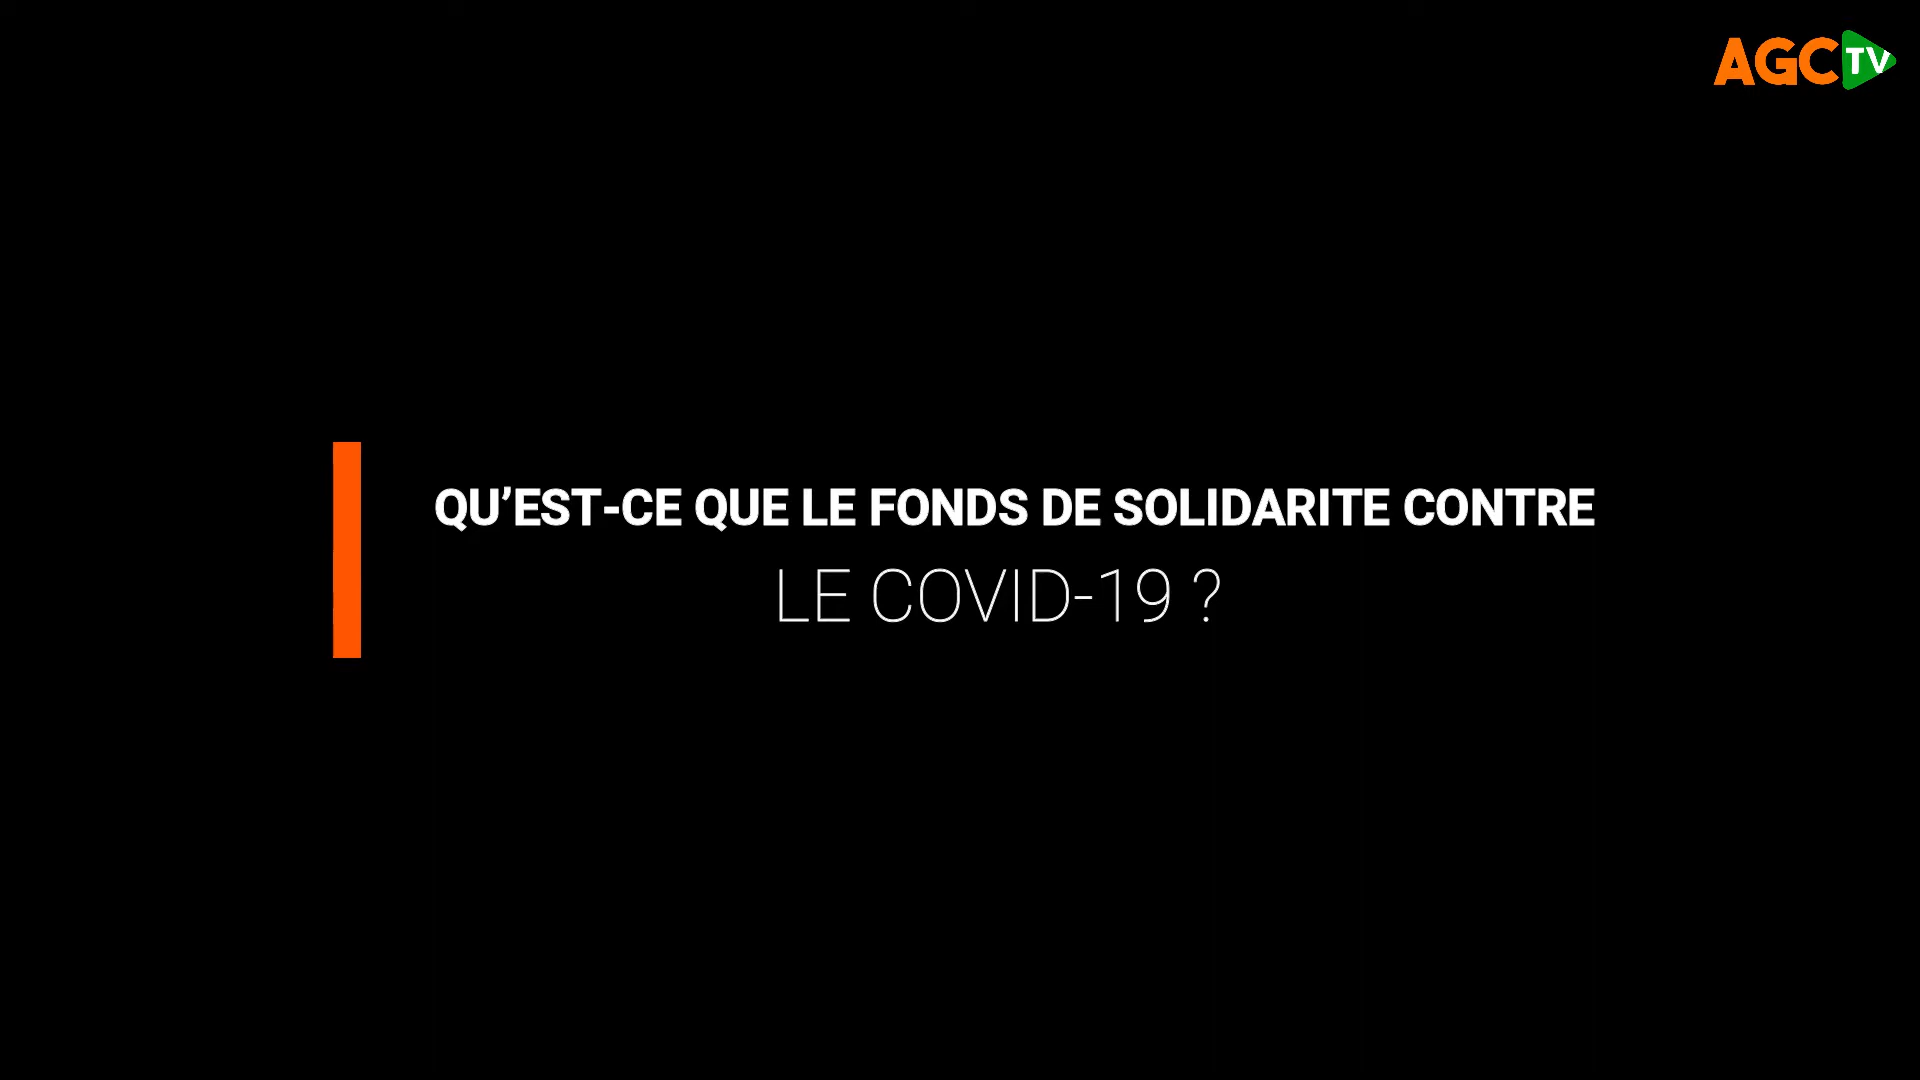 AGC TV
QU’EST-CE QUE LE FONDS DE SOLIDARITE CONTRE
LE COVID-19 ?